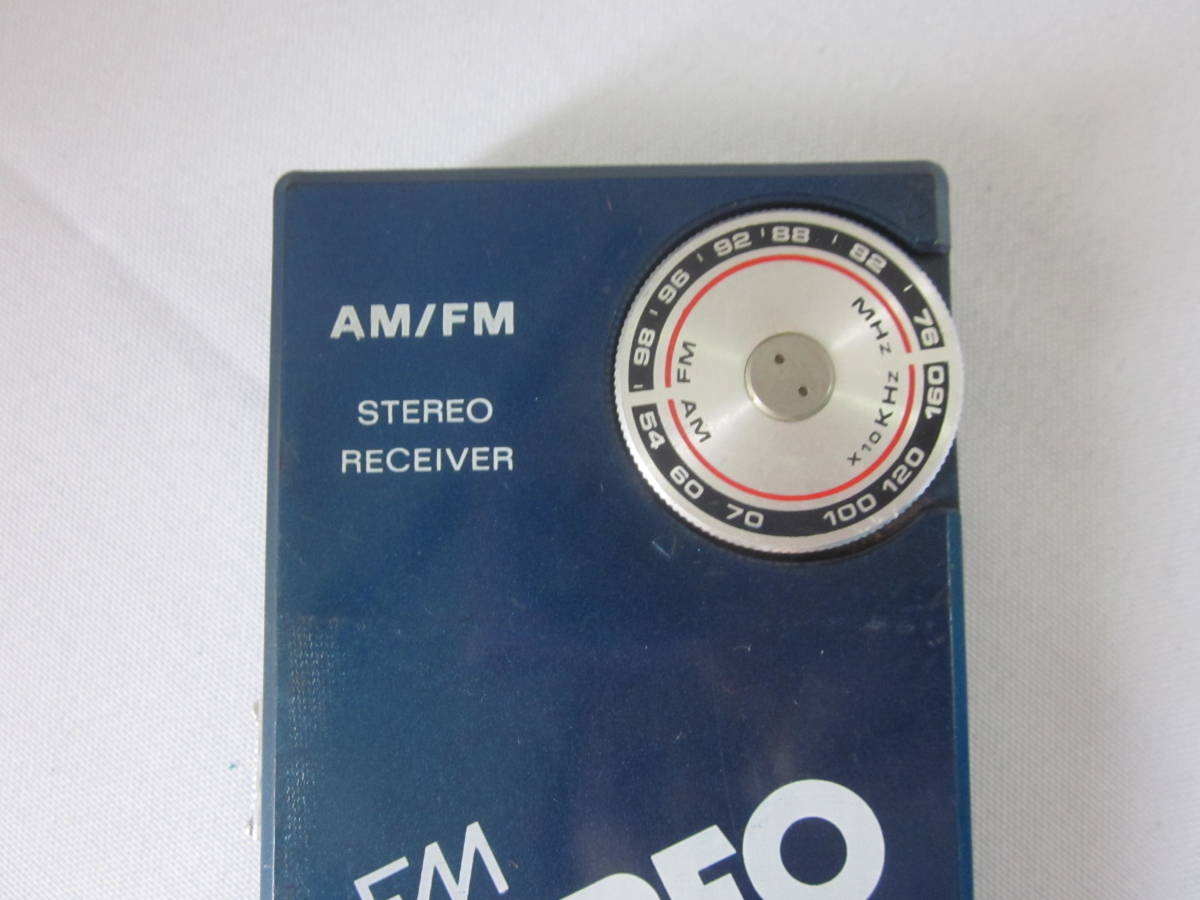 AM/FM
STEREO
RECEIVER
98 96 92 88 82 76
FM MHz
AM x10KHz
54 60 70 100 120 160
FM